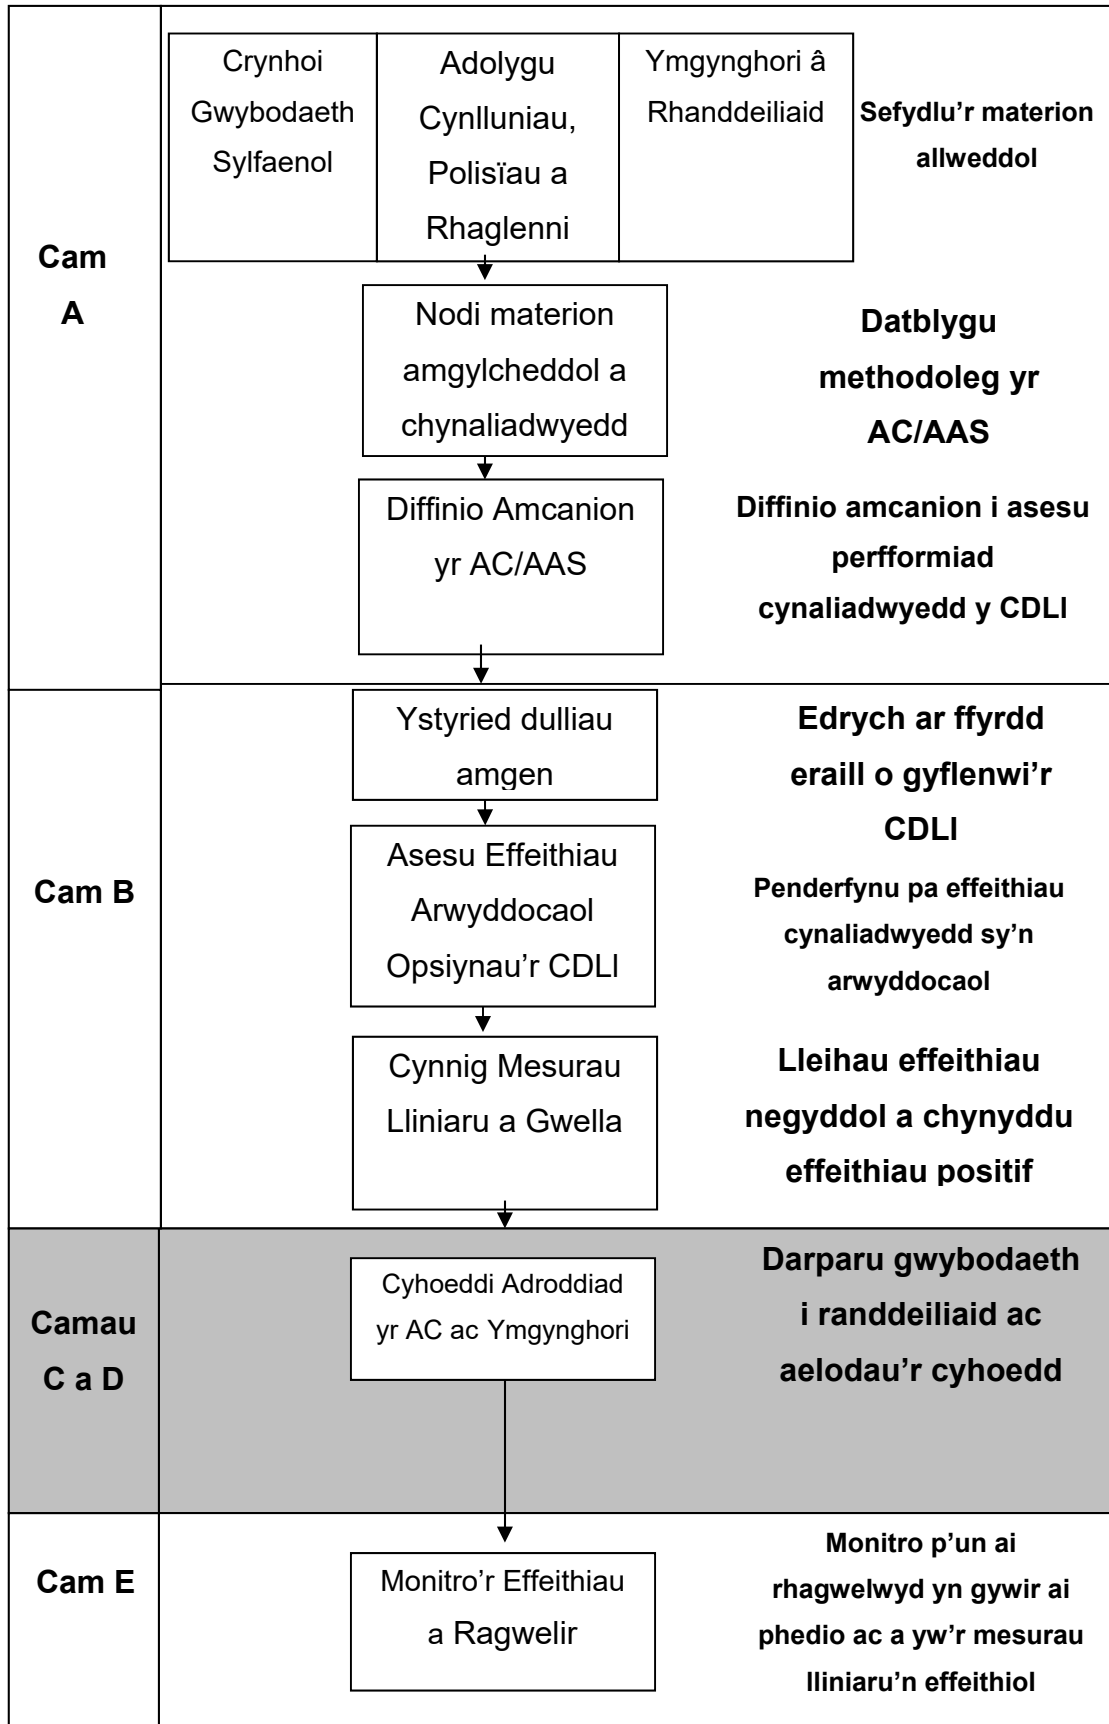 Cam
A
Crynhoi
Gwybodaeth
Sylfaenol
Adolygu
Cynlluniau,
Polisïau a
Rhaglenni
Ymgynghori â
Rhanddeiliaid
Sefydlu’r materion
allweddol
Nodi materion
amgylcheddol a
chynaliadwyedd
Datblygu
methodoleg yr
AC/AAS
Diffinio Amcanion
yr AC/AAS
Diffinio amcanion i asesu
perfformiad
cynaliadwyedd y CDLl
Cam B
Ystyried dulliau
amgen
Edrych ar ffyrdd
eraill o gyflenwi’r
CDLl
Asesu Effeithiau
Arwyddocaol
Opsiynau’r CDLl
Penderfynu pa effeithiau
cynaliadwyedd sy’n
arwyddocaol
Cynnig Mesurau
Lliniaru a Gwella
Lleihau effeithiau
negyddol a chynyddu
effeithiau positif
Camau
C a D
Cyhoeddi Adroddiad
yr AC ac Ymgynghori
Darparu gwybodaeth
i randdeiliaid ac
aelodau’r cyhoedd
Cam E
Monitro’r Effeithiau
a Ragwelir
Monitro p’un ai
rhagwelwyd yn gywir ai
phedio ac a yw’r mesurau
lliniaru’n effeithiol